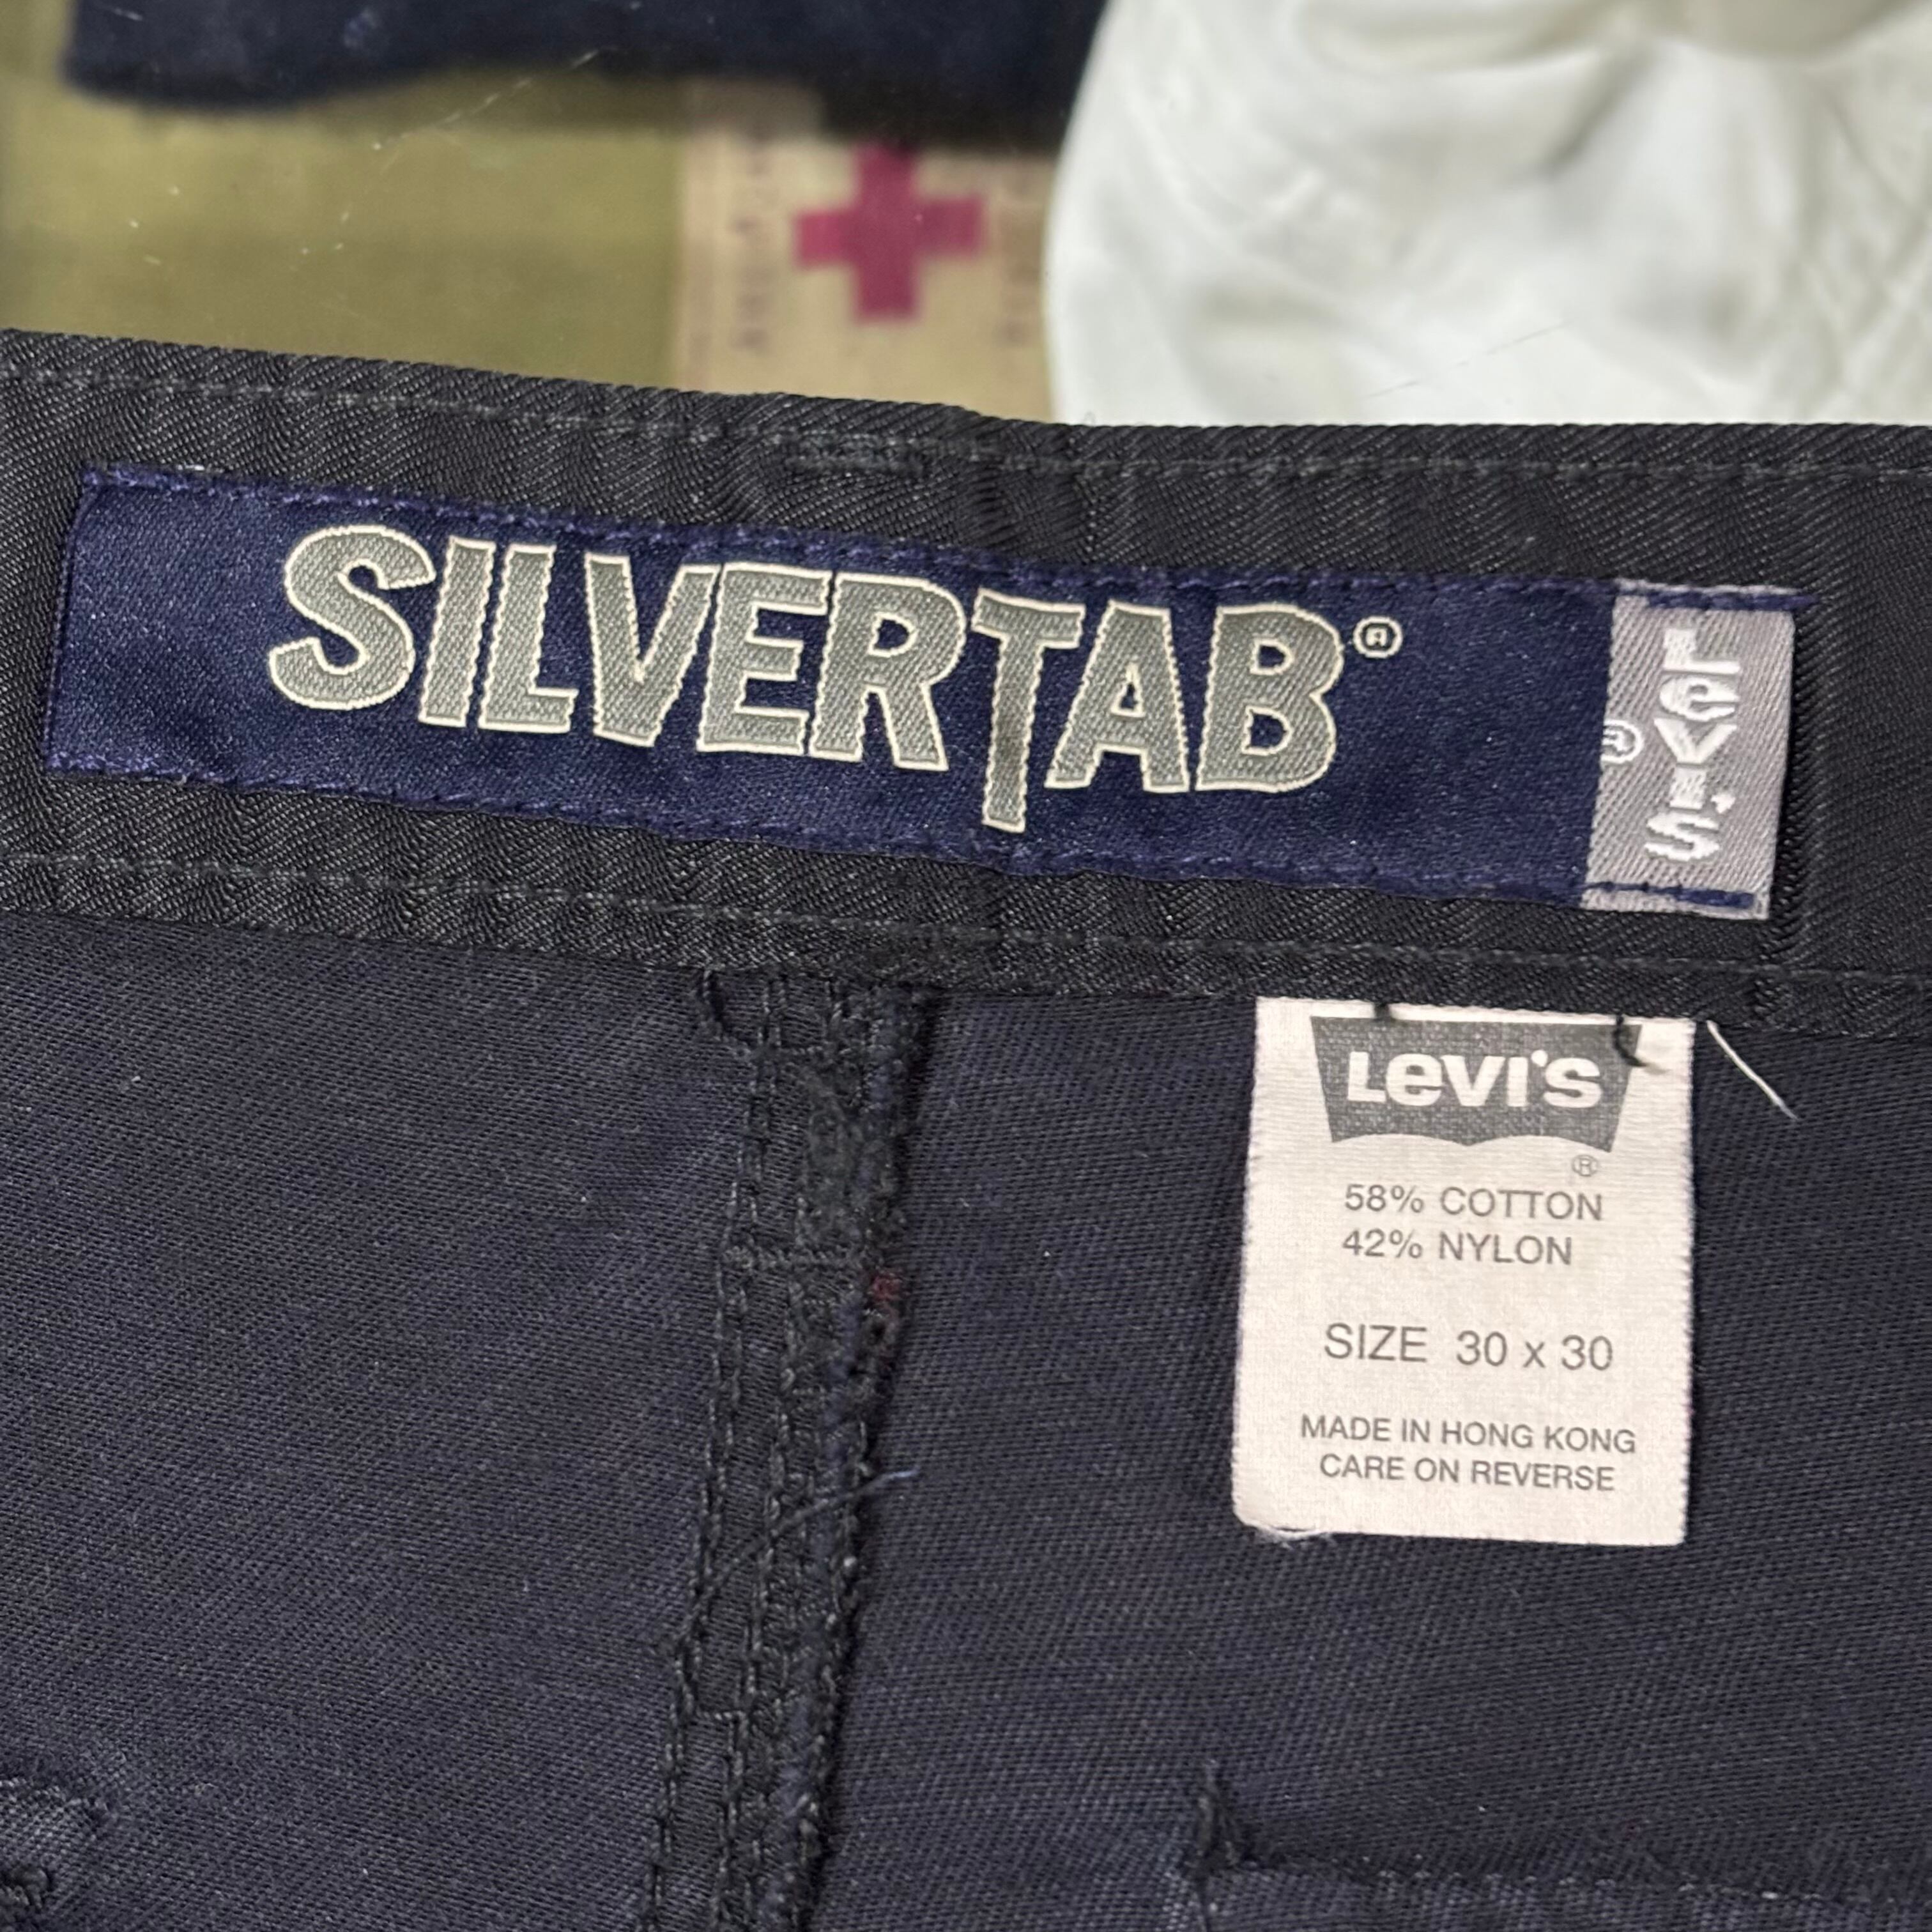 SILVERTAB®
LEVI'S
®
LEVI'S
®
58% COTTON
42% NYLON
SIZE 30 x 30
MADE IN HONG KONG
CARE ON REVERSE